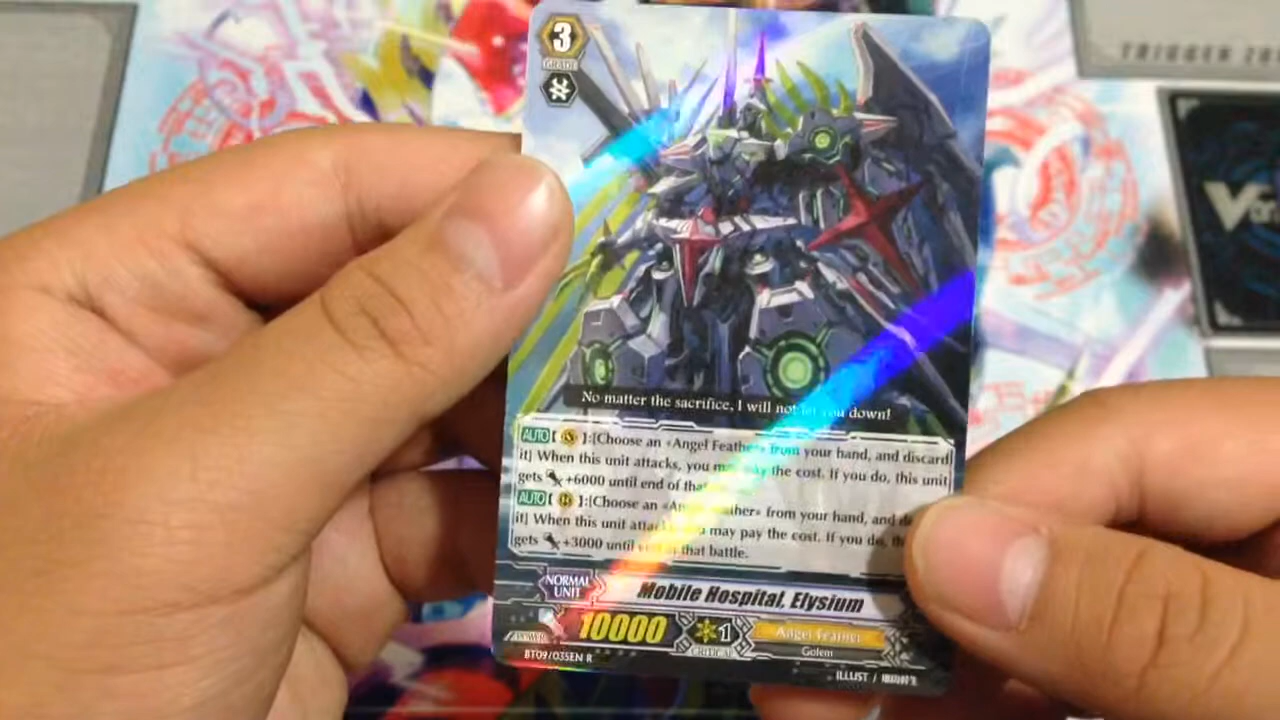 3
GRADE
TRIGGER ZO
V
No matter the sacrifice, I will not let you down!
AUTO【 】:[Choose an «Angel Feather» from your hand, and discard
it] When this unit attacks, you may pay the cost. If you do, this unit
gets +6000 until end of that
AUTO【 】:[Choose an «Angel Feather» from your hand, and
it] When this unit attacks, you may pay the cost. If you do,
gets +3000 until end of that battle.
NORMAL
UNIT
Mobile Hospital, Elysium
POWER
10000
1
CRITICAL
Angel Feather
Golem
BT09/035EN R
ILLUST /